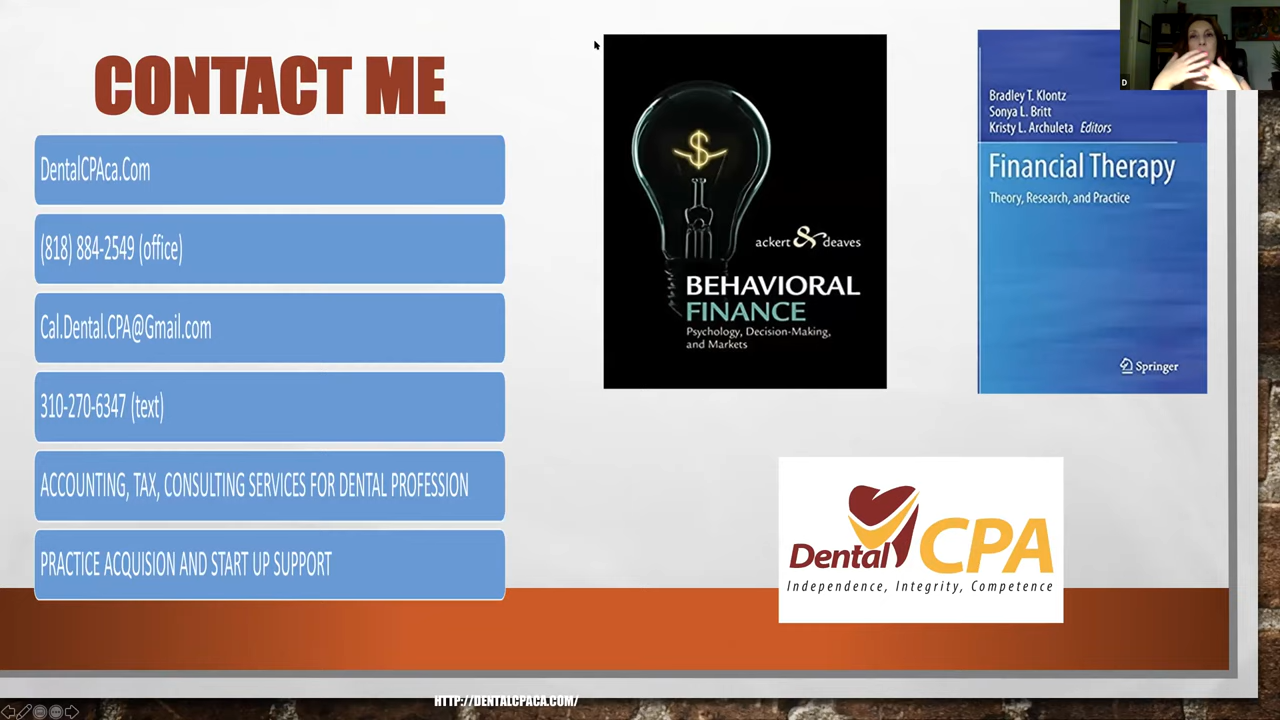 CONTACT ME
DentalCPAca.Com
(818) 884-2549 (office)
Cal.Dental.CPA@Gmail.com
310-270-6347 (text)
ACCOUNTING, TAX, CONSULTING SERVICES FOR DENTAL PROFESSION
PRACTICE ACQUISION AND START UP SUPPORT
$
ackert & deaves
BEHAVIORAL
FINANCE
Psychology, Decision-Making,
and Markets
Bradley T. Klontz
Sonya L. Britt
Kristy L. Archuleta Editors
Financial Therapy
Theory, Research, and Practice
Springer
D
Dental CPA
Independence, Integrity, Competence
HTTP://DENTALCPACA.COM/